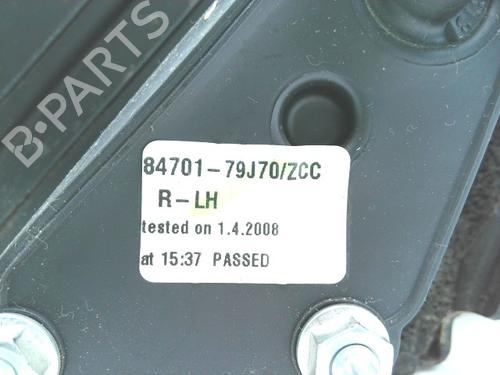 B-PARTS
84701-79J70/ZCC
R-LH
tested on 1.4.2008
at 15:37 PASSED